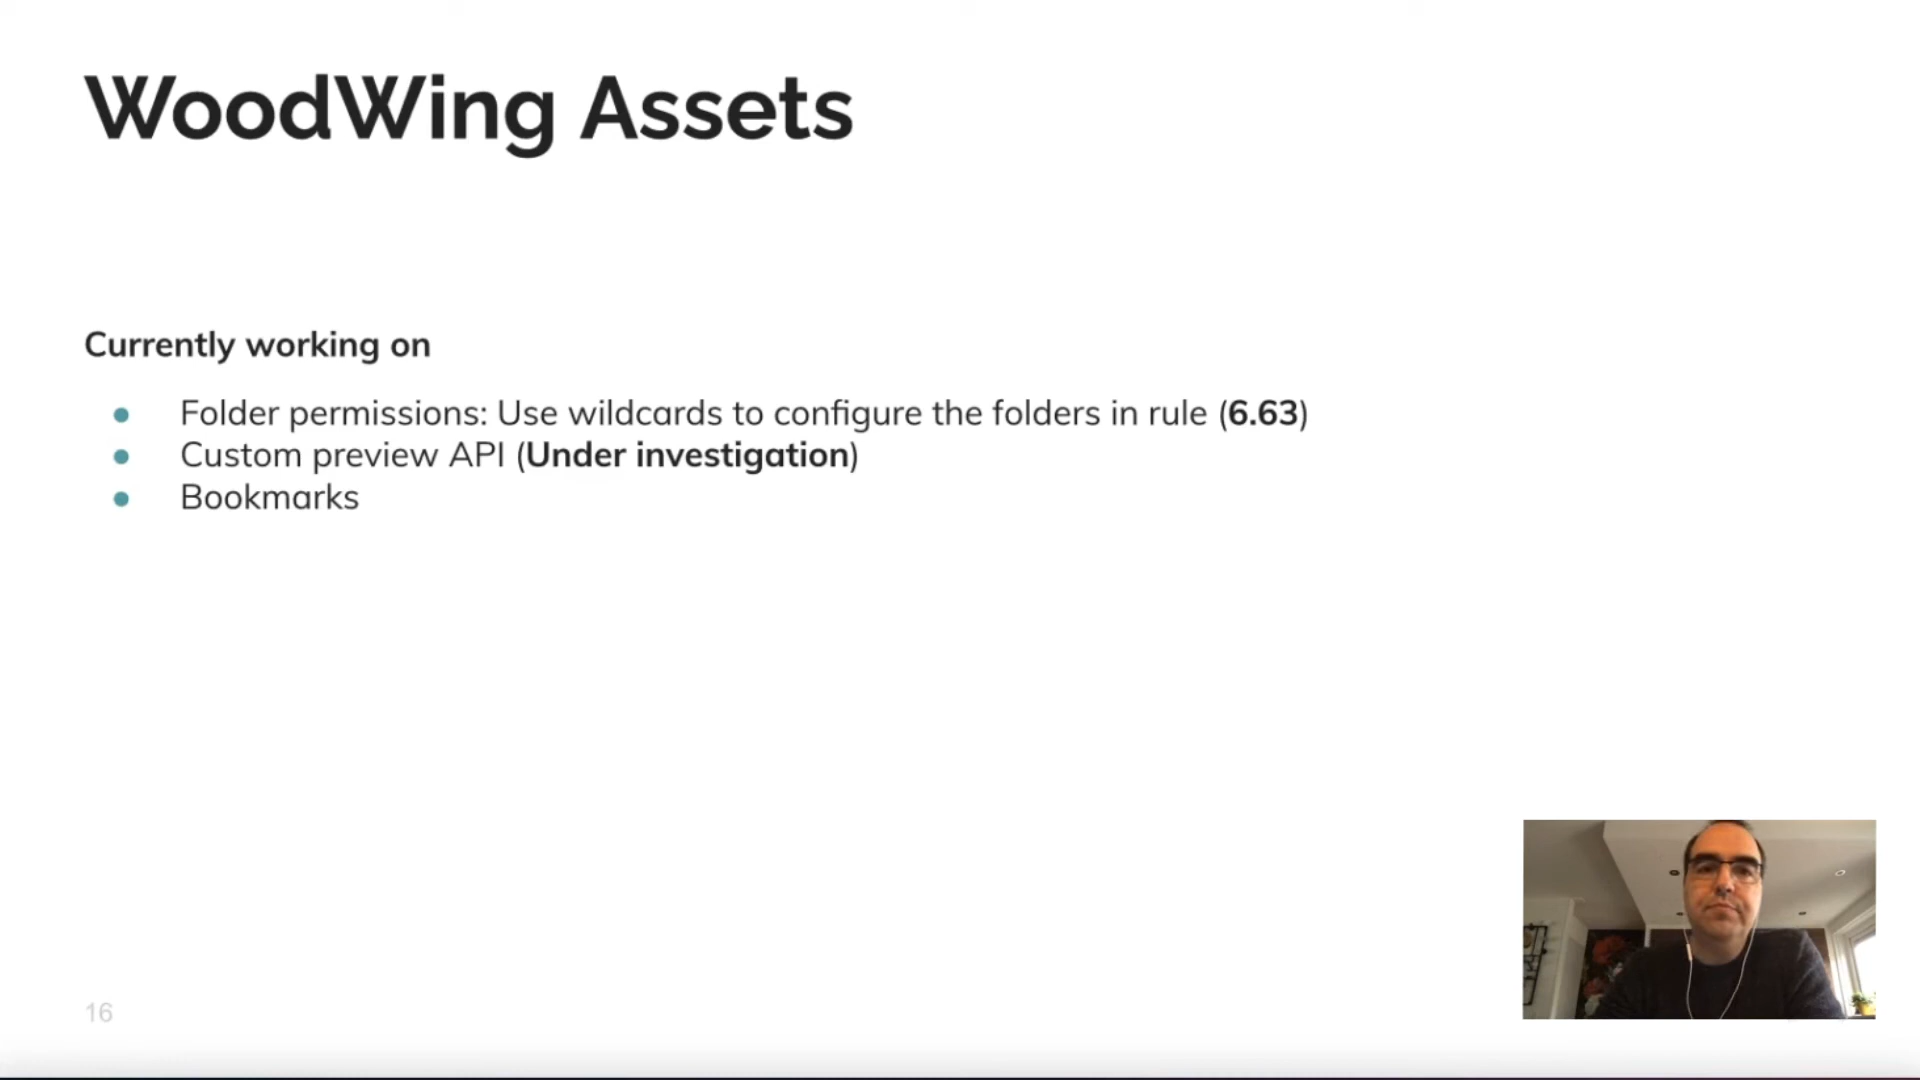 WoodWing Assets
Currently working on
Folder permissions: Use wildcards to configure the folders in rule (6.63)
Custom preview API (Under investigation)
Bookmarks
16